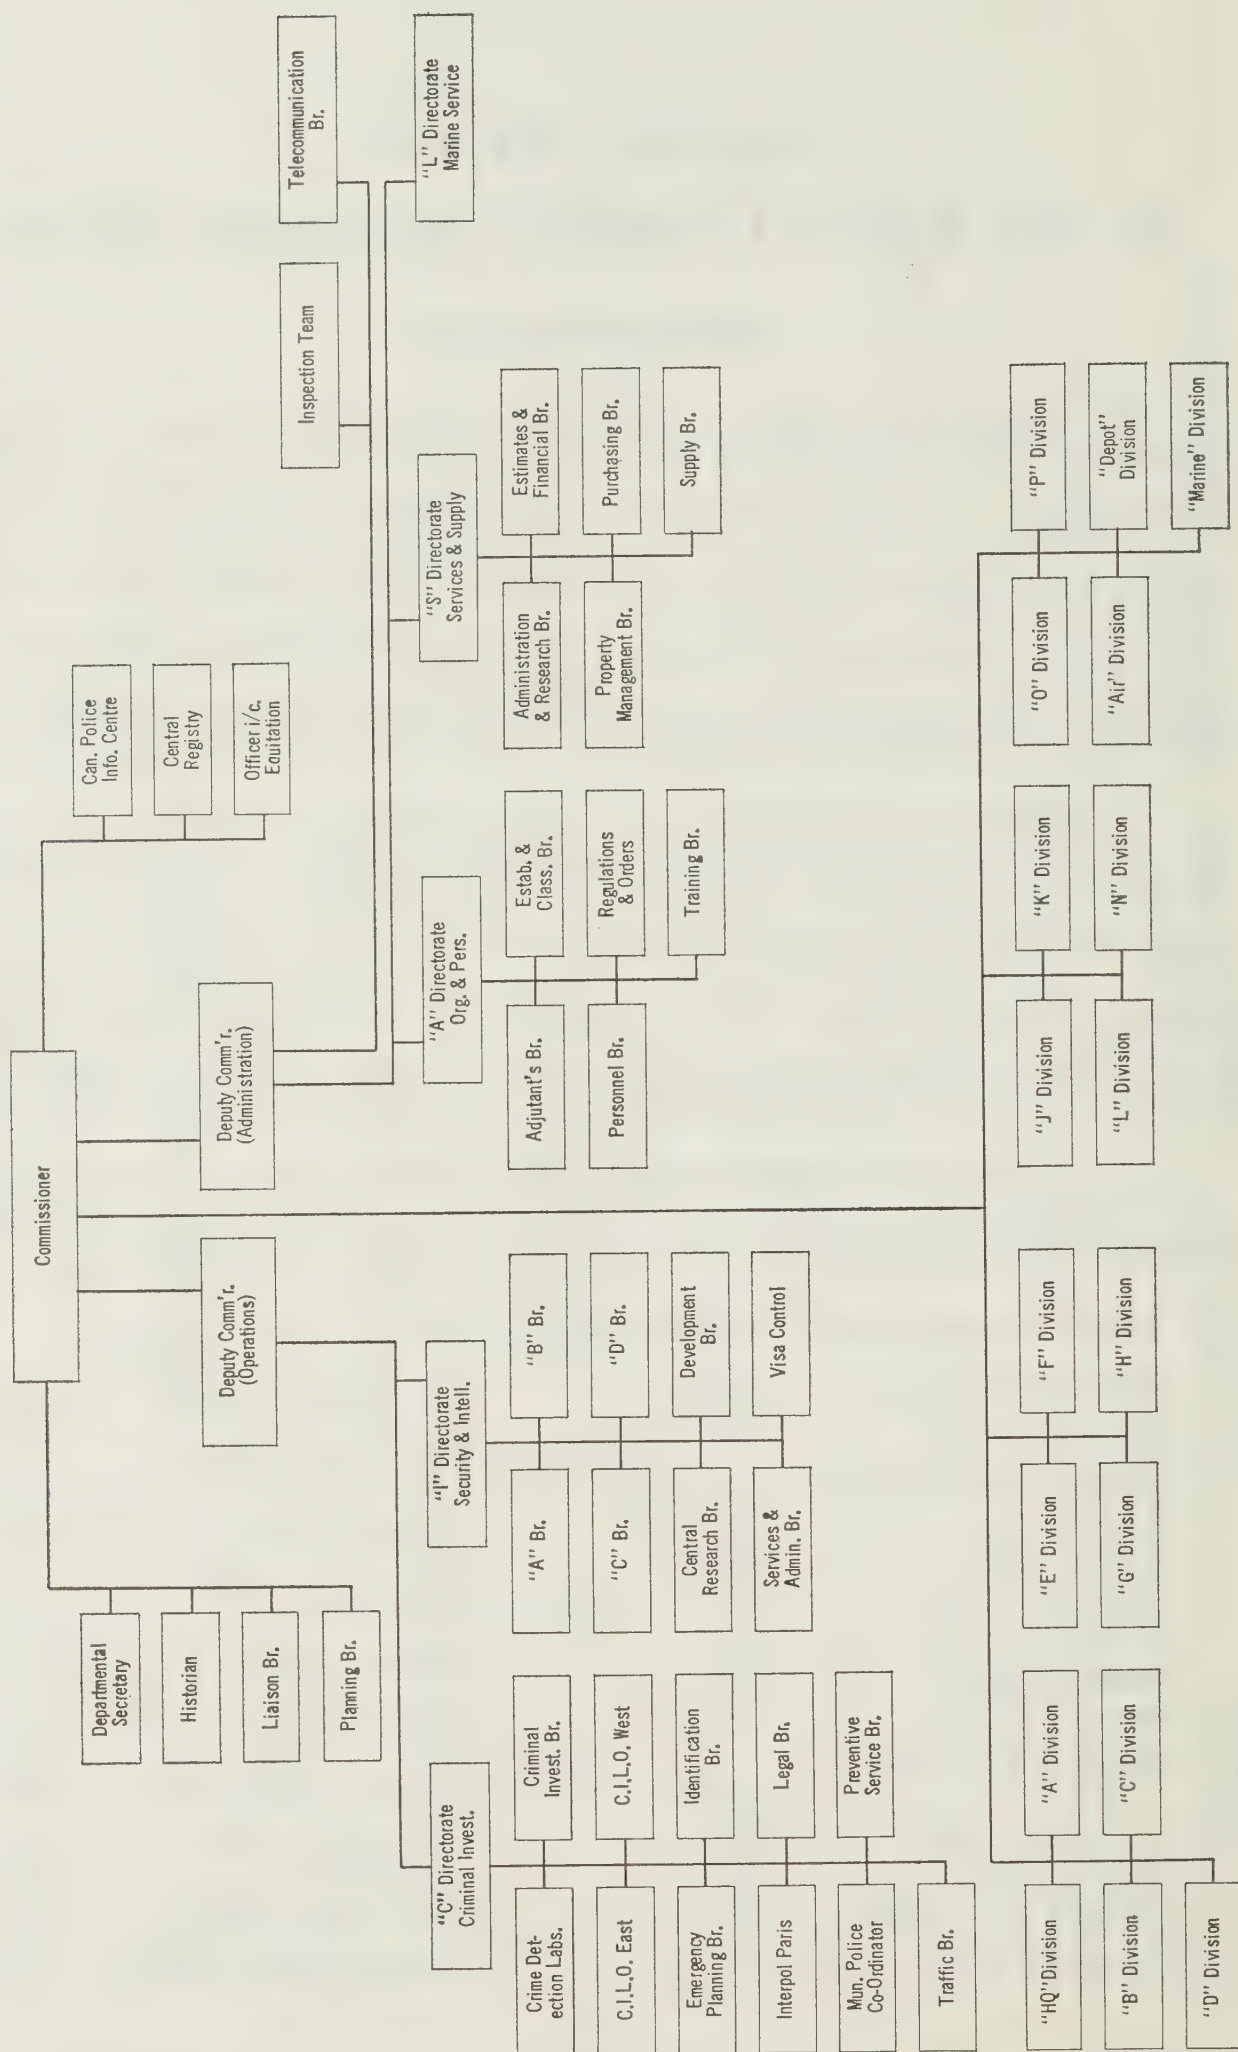 Commissioner
Departmental
Secretary
Historian
Liaison Br.
Planning Br.
Can. Police
Info. Centre
Central
Registry
Officer i/c.
Equitation
Deputy Comm'r.
(Operations)
Deputy Comm'r.
(Administration)
Inspection Team
Telecommunication
Br.
"C" Directorate
Criminal Invest.
"I" Directorate
Security & Intell.
"A" Directorate
Org. & Pers.
"S" Directorate
Services & Supply
"L" Directorate
Marine Service
Crime Det-
ection Labs.
Criminal
Invest. Br.
C.I.L.O. East
C.I.L.O. West
Emergency
Planning Br.
Identification
Br.
Interpol Paris
Legal Br.
Mun. Police
Co-Ordinator
Preventive
Service Br.
Traffic Br.
"A" Br.
"B" Br.
"C" Br.
"D" Br.
Central
Research Br.
Development
Br.
Services &
Admin. Br.
Visa Control
Adjutant's Br.
Estab. &
Class. Br.
Personnel Br.
Regulations
& Orders
Training Br.
Administration
& Research Br.
Estimates &
Financial Br.
Property
Management Br.
Purchasing Br.
Supply Br.
"HQ" Division
"A" Division
"B" Division
"C" Division
"D" Division
"E" Division
"F" Division
"G" Division
"H" Division
"J" Division
"K" Division
"L" Division
"N" Division
"O" Division
"P" Division
"Air" Division
"Depot"
Division
"Marine" Division